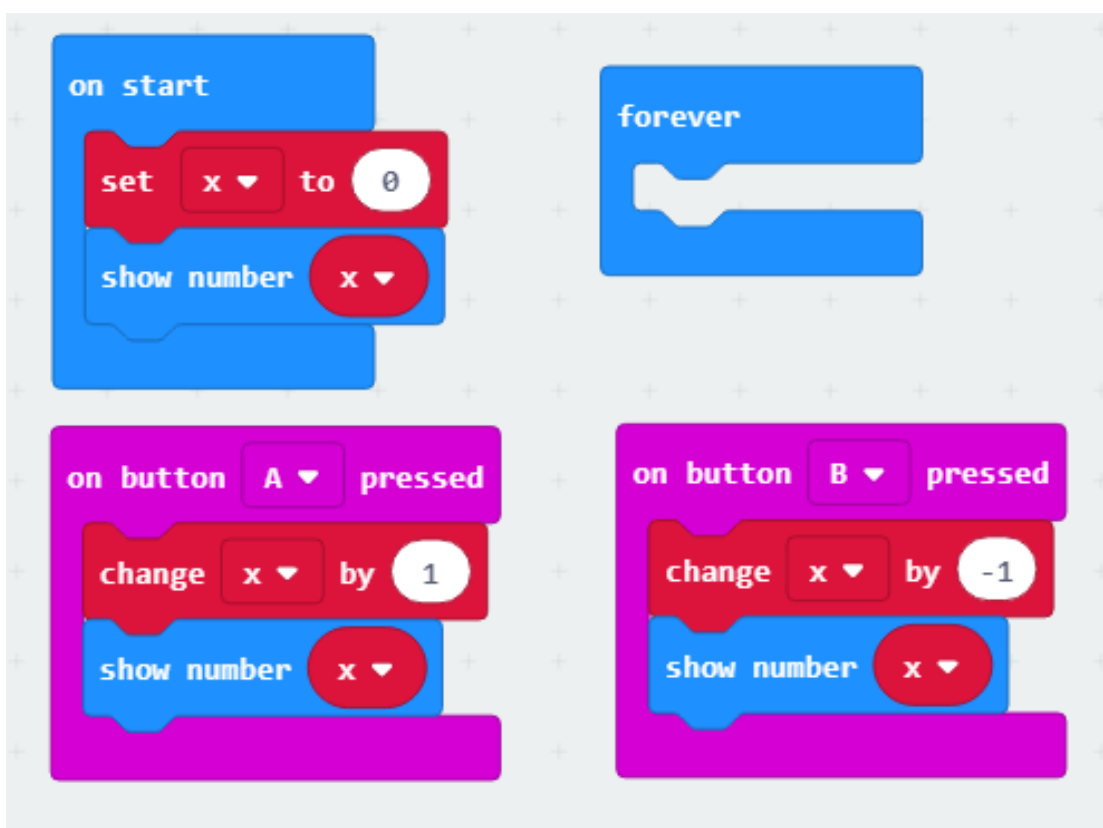 on start
set x to 0
show number x
forever
on button A pressed
change x by 1
show number x
on button B pressed
change x by -1
show number x